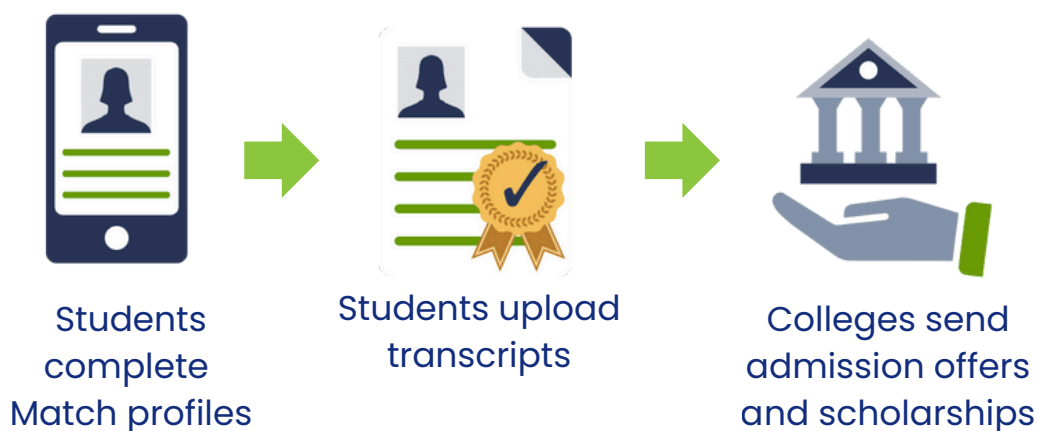 Students
complete
Match profiles
Students upload
transcripts
Colleges send
admission offers
and scholarships